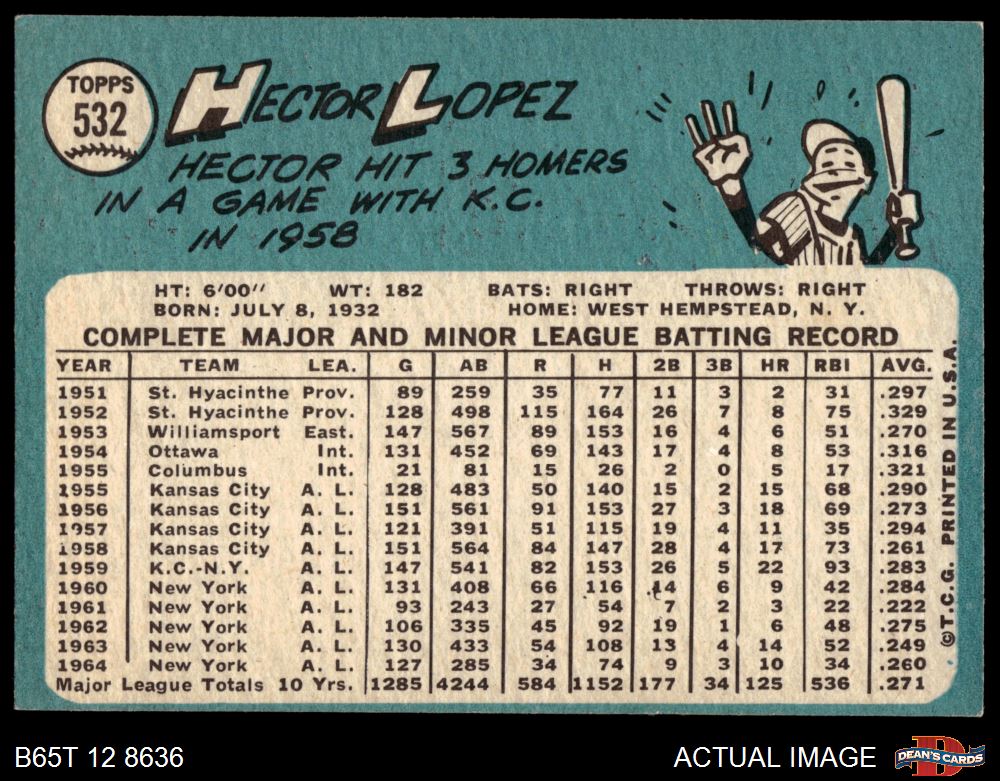 TOPPS
532
HECTOR LOPEZ
HECTOR HIT 3 HOMERS
IN A GAME WITH K.C.
IN 1958
HT: 6'00" WT: 182 BATS: RIGHT THROWS: RIGHT
BORN: JULY 8, 1932 HOME: WEST HEMPSTEAD, N. Y.
COMPLETE MAJOR AND MINOR LEAGUE BATTING RECORD
YEAR TEAM LEA. G AB R H 2B 3B HR RBI AVG.
1951 St. Hyacinthe Prov. 89 259 35 77 11 3 2 31 .297
1952 St. Hyacinthe Prov. 128 498 115 164 26 7 8 75 .329
1953 Williamsport East. 147 567 89 153 16 4 6 51 .270
1954 Ottawa Int. 131 452 69 143 17 4 8 53 .316
1955 Columbus Int. 21 81 15 26 2 0 5 17 .321
1955 Kansas City A. L. 128 483 50 140 15 2 15 68 .290
1956 Kansas City A. L. 151 561 91 153 27 3 18 69 .273
1957 Kansas City A. L. 121 391 51 115 19 4 11 35 .294
1958 Kansas City A. L. 151 564 84 147 28 4 17 73 .261
1959 K.C.-N.Y. A. L. 147 541 82 153 26 5 22 93 .283
1960 New York A. L. 131 408 66 116 14 6 9 42 .284
1961 New York A. L. 93 243 27 54 7 2 3 22 .222
1962 New York A. L. 106 335 45 92 19 1 6 48 .275
1963 New York A. L. 130 433 54 108 13 4 14 52 .249
1964 New York A. L. 127 285 34 74 9 3 10 34 .260
Major League Totals 10 Yrs. 1285 4244 584 1152 177 34 125 536 .271
©T.C.G. PRINTED IN U.S.A.
B65T 12 8636
ACTUAL IMAGE
D
DEAN'S CARDS